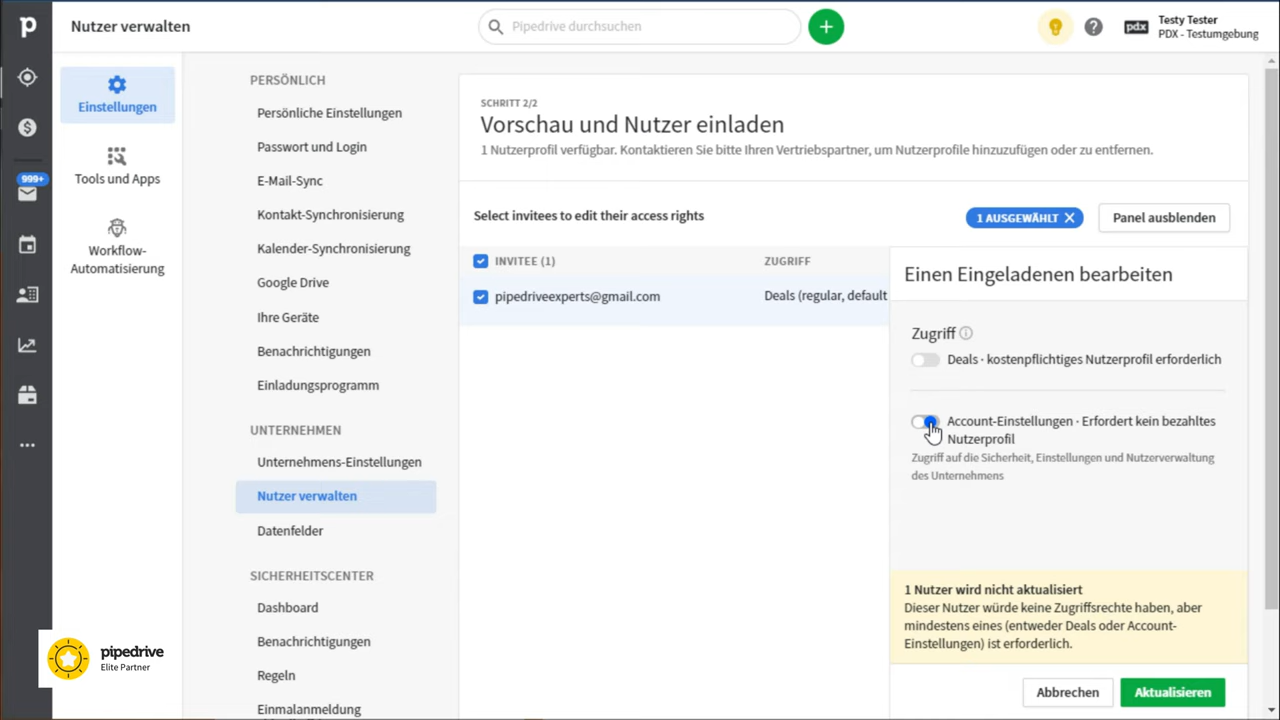 Nutzer verwalten
Pipedrive durchsuchen
pdx
Testy Tester
PDX - Testumgebung
Einstellungen
Tools und Apps
999+
Workflow-
Automatisierung
PERSÖNLICH
Persönliche Einstellungen
Passwort und Login
E-Mail-Sync
Kontakt-Synchronisierung
Kalender-Synchronisierung
Google Drive
Ihre Geräte
Benachrichtigungen
Einladungsprogramm
UNTERNEHMEN
Unternehmens-Einstellungen
Nutzer verwalten
Datenfelder
SICHERHEITSCENTER
Dashboard
Benachrichtigungen
Regeln
Einmalanmeldung
SCHRITT 2/2
Vorschau und Nutzer einladen
1 Nutzerprofil verfügbar. Kontaktieren Sie bitte Ihren Vertriebspartner, um Nutzerprofile hinzuzufügen oder zu entfernen.
Select invitees to edit their access rights
1 AUSGEWÄHLT
Panel ausblenden
INVITEE (1)
ZUGRIFF
pipedriveexperts@gmail.com
Deals (regular, default
Einen Eingeladenen bearbeiten
Zugriff
Deals · kostenpflichtiges Nutzerprofil erforderlich
Account-Einstellungen · Erfordert kein bezahltes
Nutzerprofil
Zugriff auf die Sicherheit, Einstellungen und Nutzerverwaltung
des Unternehmens
1 Nutzer wird nicht aktualisiert
Dieser Nutzer würde keine Zugriffsrechte haben, aber
mindestens eines (entweder Deals oder Account-
Einstellungen) ist erforderlich.
Abbrechen
Aktualisieren
pipedrive
Elite Partner